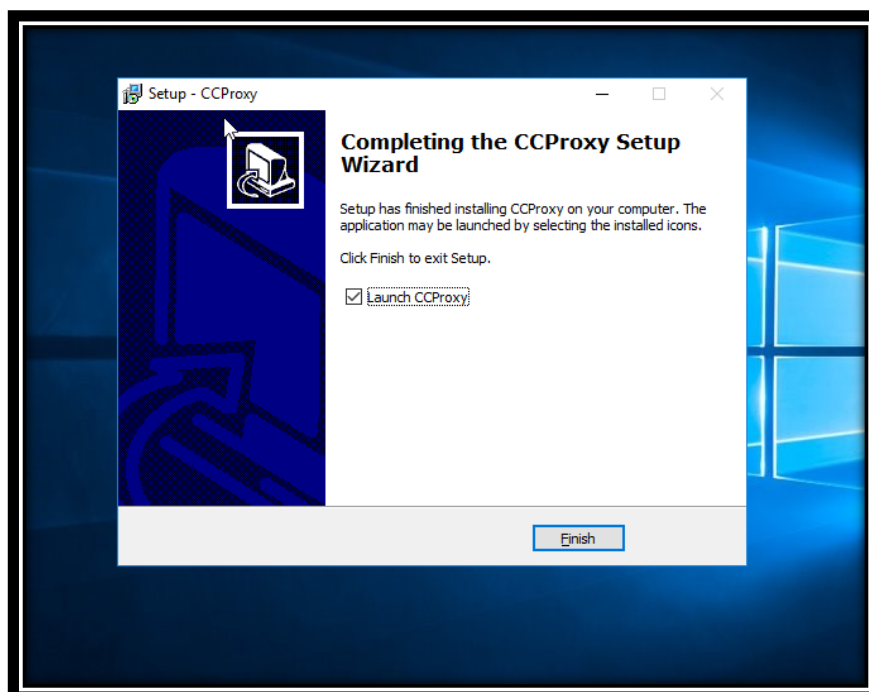 Setup - CCProxy
Completing the CCProxy Setup
Wizard
Setup has finished installing CCProxy on your computer. The
application may be launched by selecting the installed icons.
Click Finish to exit Setup.
Launch CCProxy
Finish